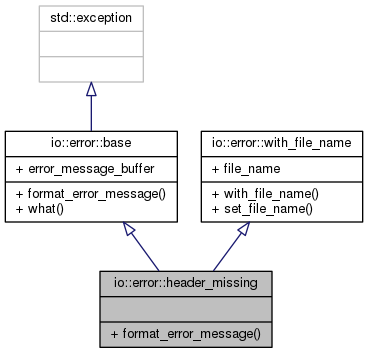 std::exception
io::error::base
+ error_message_buffer
+ format_error_message()
+ what()
io::error::with_file_name
+ file_name
+ with_file_name()
+ set_file_name()
io::error::header_missing
+ format_error_message()